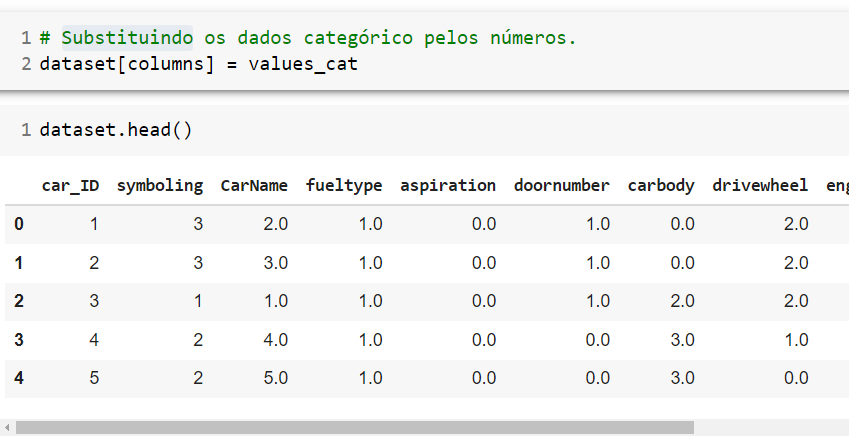 1 # Substituindo os dados categórico pelos números.
2 dataset[columns] = values_cat
1 dataset.head()
car_ID symboling CarName fueltype aspiration doornumber carbody drivewheel eng
0 1 3 2.0 1.0 0.0 1.0 0.0 2.0
1 2 3 3.0 1.0 0.0 1.0 0.0 2.0
2 3 1 1.0 1.0 0.0 1.0 2.0 2.0
3 4 2 4.0 1.0 0.0 0.0 3.0 1.0
4 5 2 5.0 1.0 0.0 0.0 3.0 0.0